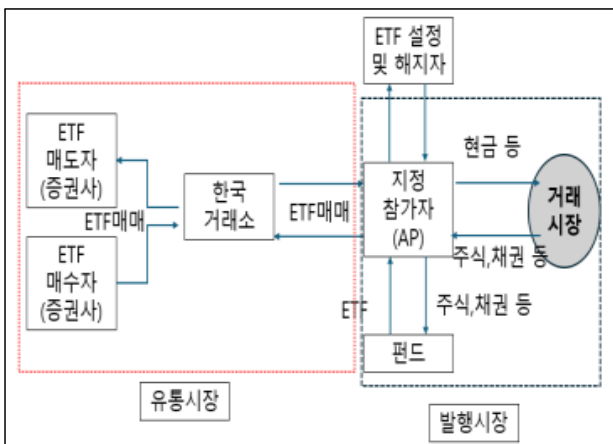 ETF 설정
및 해지자
ETF
매도자
(증권사)
한국
거래소
ETF매매
ETF
매수자
(증권사)
ETF매매
지정
참가자
(AP)
현금 등
거래
시장
주식,채권 등
ETF
주식,채권 등
펀드
유통시장
발행시장